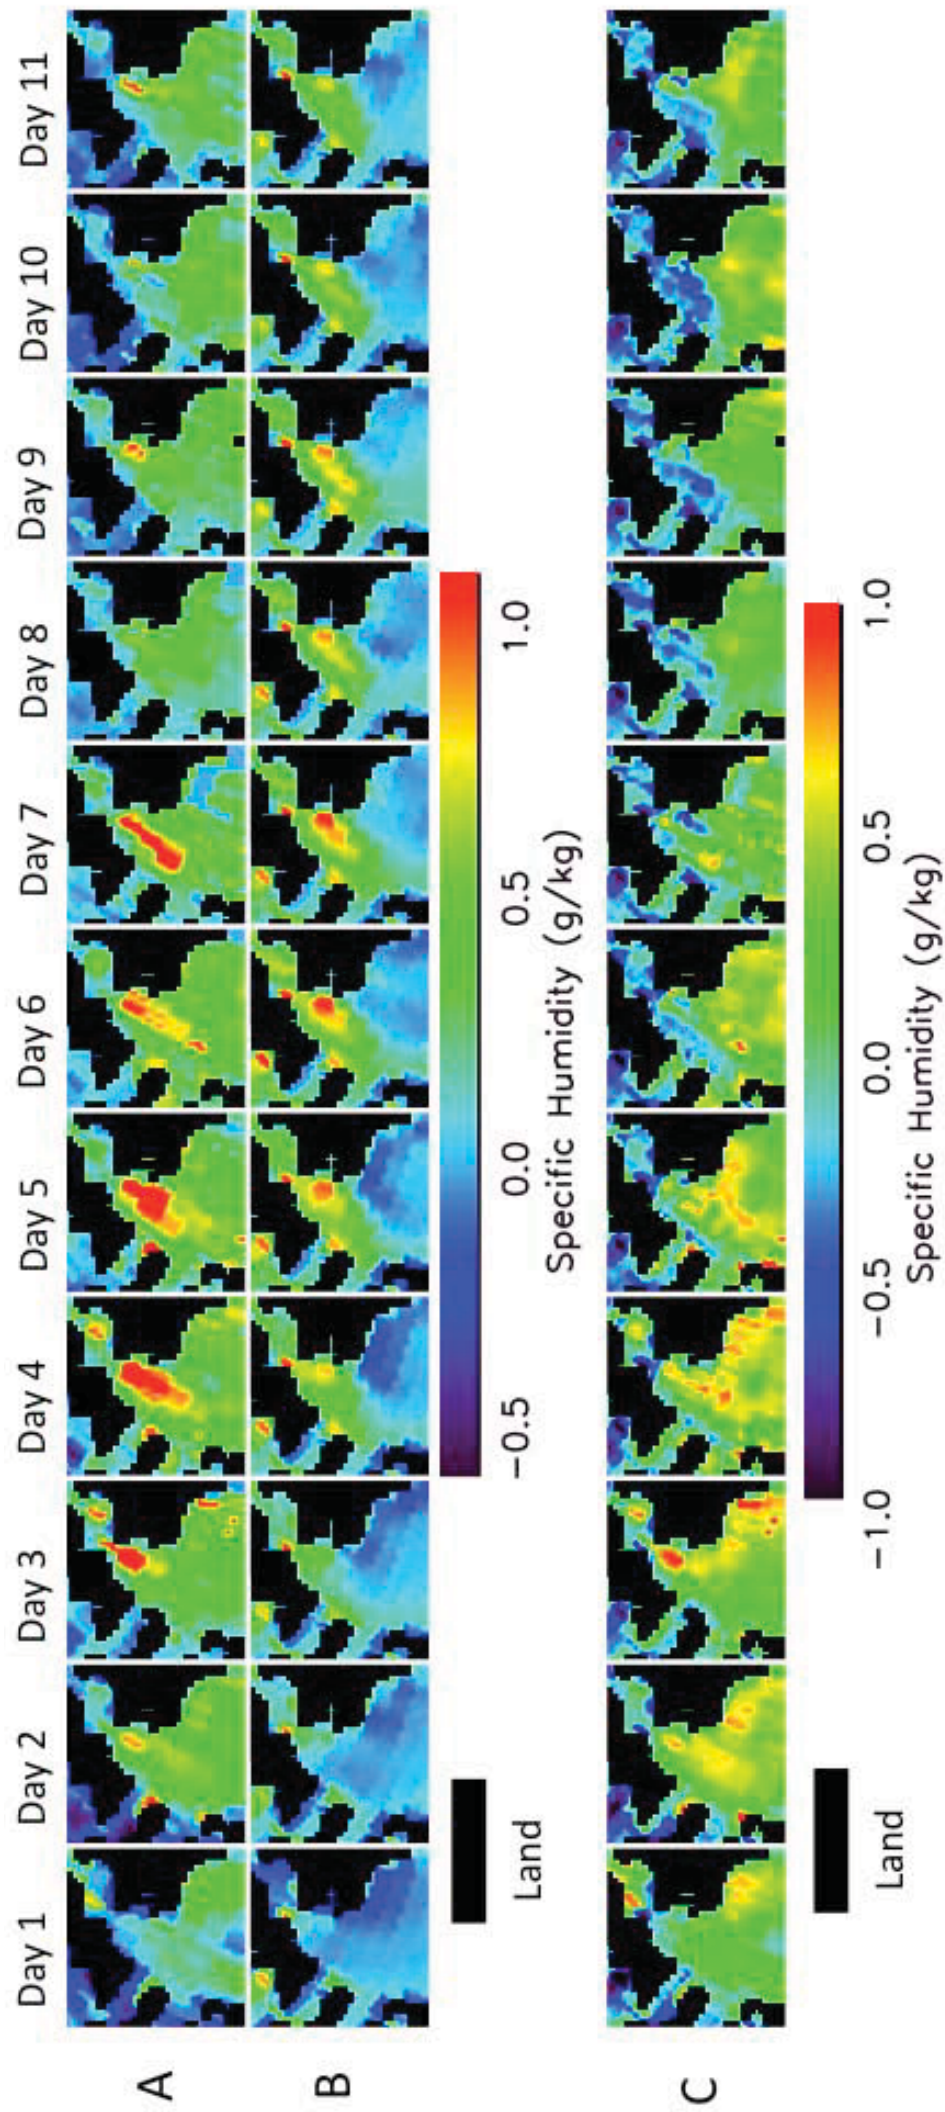 Day 1
Day 2
Day 3
Day 4
Day 5
Day 6
Day 7
Day 8
Day 9
Day 10
Day 11
A
B
Land
−0.5
0.0
0.5
1.0
Specific Humidity (g/kg)
C
Land
−1.0
−0.5
0.0
0.5
1.0
Specific Humidity (g/kg)